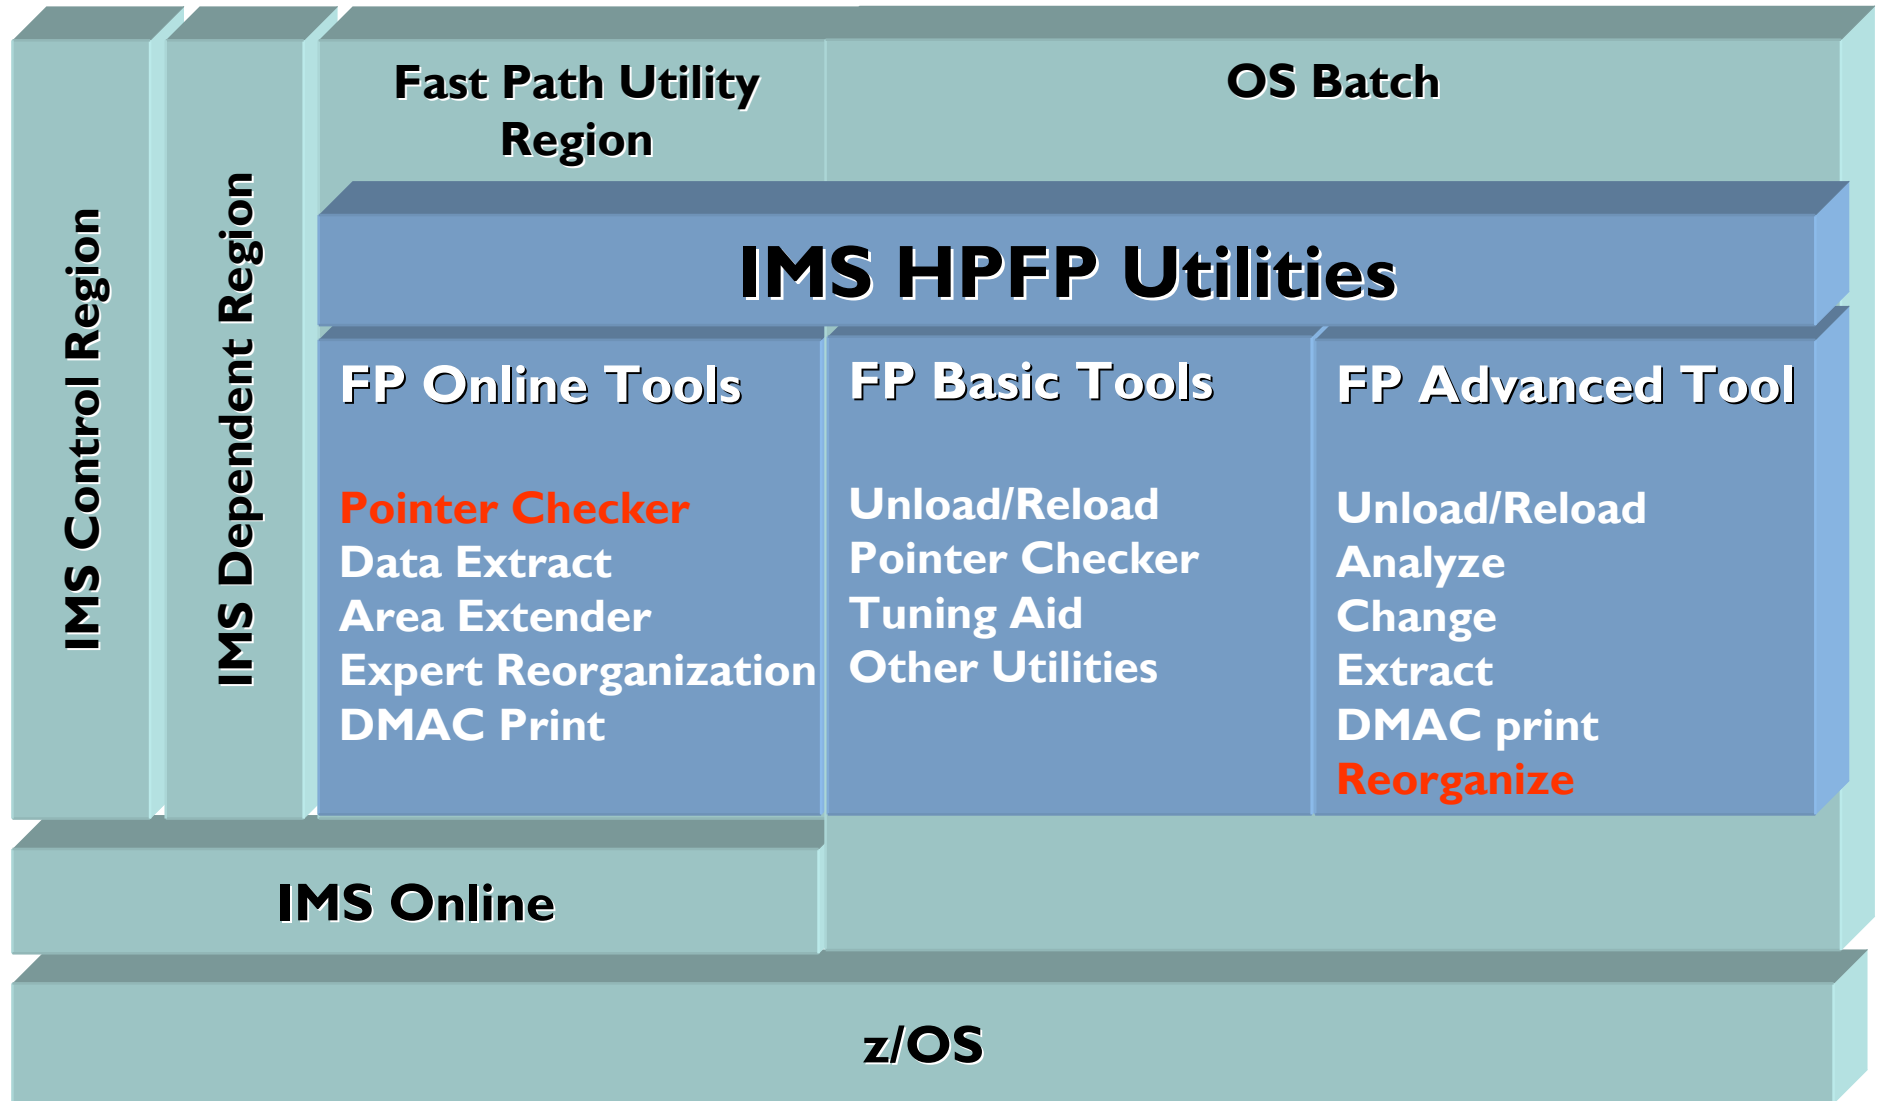 IMS Control Region
IMS Dependent Region
Fast Path Utility
Region
OS Batch
IMS HPFP Utilities
FP Online Tools
Pointer Checker
Data Extract
Area Extender
Expert Reorganization
DMAC Print
FP Basic Tools
Unload/Reload
Pointer Checker
Tuning Aid
Other Utilities
FP Advanced Tool
Unload/Reload
Analyze
Change
Extract
DMAC print
Reorganize
IMS Online
z/OS